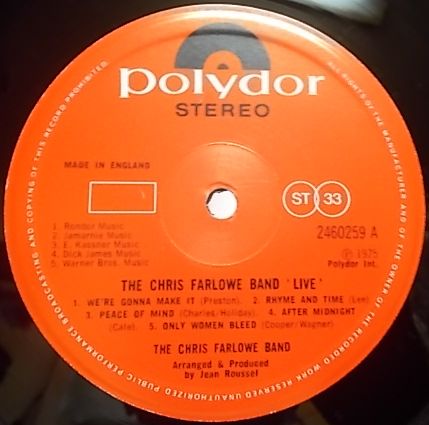 polydor
STEREO
MADE IN ENGLAND
ST 33
1. Rondor Music
2. Jamarnie Music
3. E. Kassner Music
4. Dick James Music
5. Warner Bros. Music
2460259 A
℗ 1975
Polydor Int.
THE CHRIS FARLOWE BAND 'LIVE'
1. WE'RE GONNA MAKE IT (Preston). 2. RHYME AND TIME (Lee)
3. PEACE OF MIND (Charles/Holiday). 4. AFTER MIDNIGHT
(Cale). 5. ONLY WOMEN BLEED (Cooper/Wagner)
THE CHRIS FARLOWE BAND
Arranged & Produced
by Jean Roussel
ALL RIGHTS OF THE MANUFACTURER AND OF THE OWNER OF THE RECORDED WORK RESERVED UNAUTHORIZED PUBLIC PERFORMANCE BROADCASTING AND COPYING OF THIS RECORD PROHIBITED.